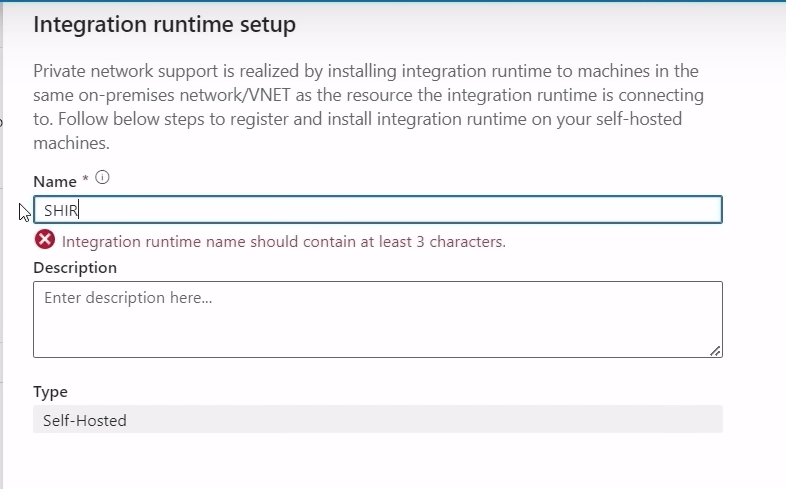 Integration runtime setup
Private network support is realized by installing integration runtime to machines in the
same on-premises network/VNET as the resource the integration runtime is connecting
to. Follow below steps to register and install integration runtime on your self-hosted
machines.
Name *
SHIR
Integration runtime name should contain at least 3 characters.
Description
Enter description here...
Type
Self-Hosted